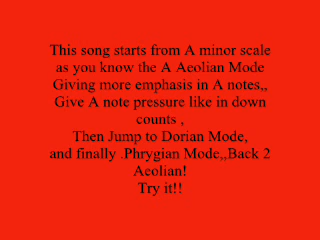 This song starts from A minor scale
as you know the A Aeolian Mode
Giving more emphasis in A notes,,
Give A note pressure like in down
counts ,
Then Jump to Dorian Mode,
and finally .Phrygian Mode,,Back 2
Aeolian!
Try it!!